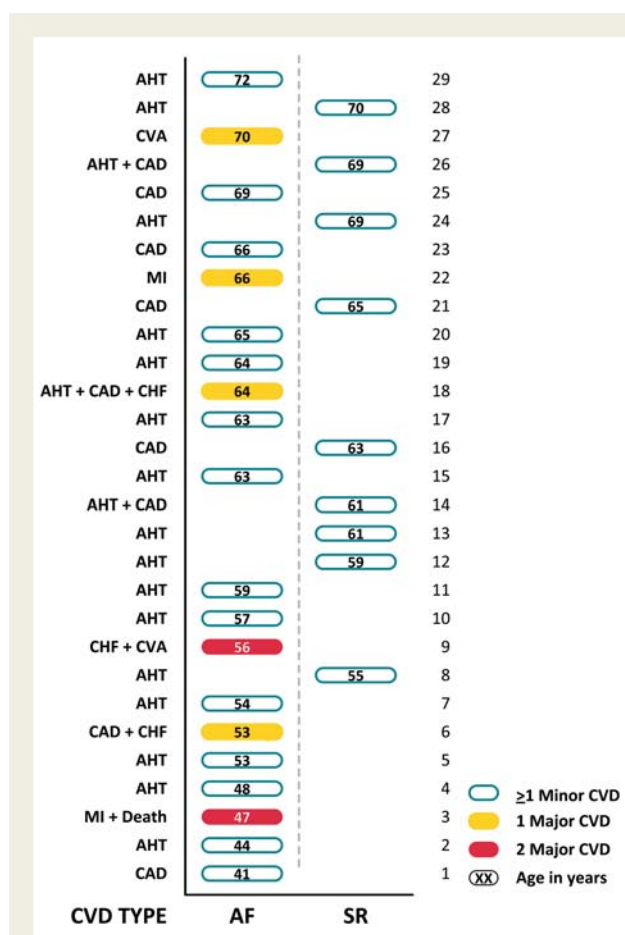 AHT 72 29
AHT 70 28
CVA 70 27
AHT + CAD 69 26
CAD 69 25
AHT 69 24
CAD 66 23
MI 66 22
CAD 65 21
AHT 65 20
AHT 64 19
AHT + CAD + CHF 64 18
AHT 63 17
CAD 63 16
AHT 63 15
AHT + CAD 61 14
AHT 61 13
AHT 59 12
AHT 59 11
AHT 57 10
CHF + CVA 56 9
AHT 55 8
AHT 54 7
CAD + CHF 53 6
AHT 53 5
AHT 48 4
MI + Death 47 3
AHT 44 2
CAD 41 1
≥1 Minor CVD
1 Major CVD
2 Major CVD
XX Age in years
CVD TYPE AF SR